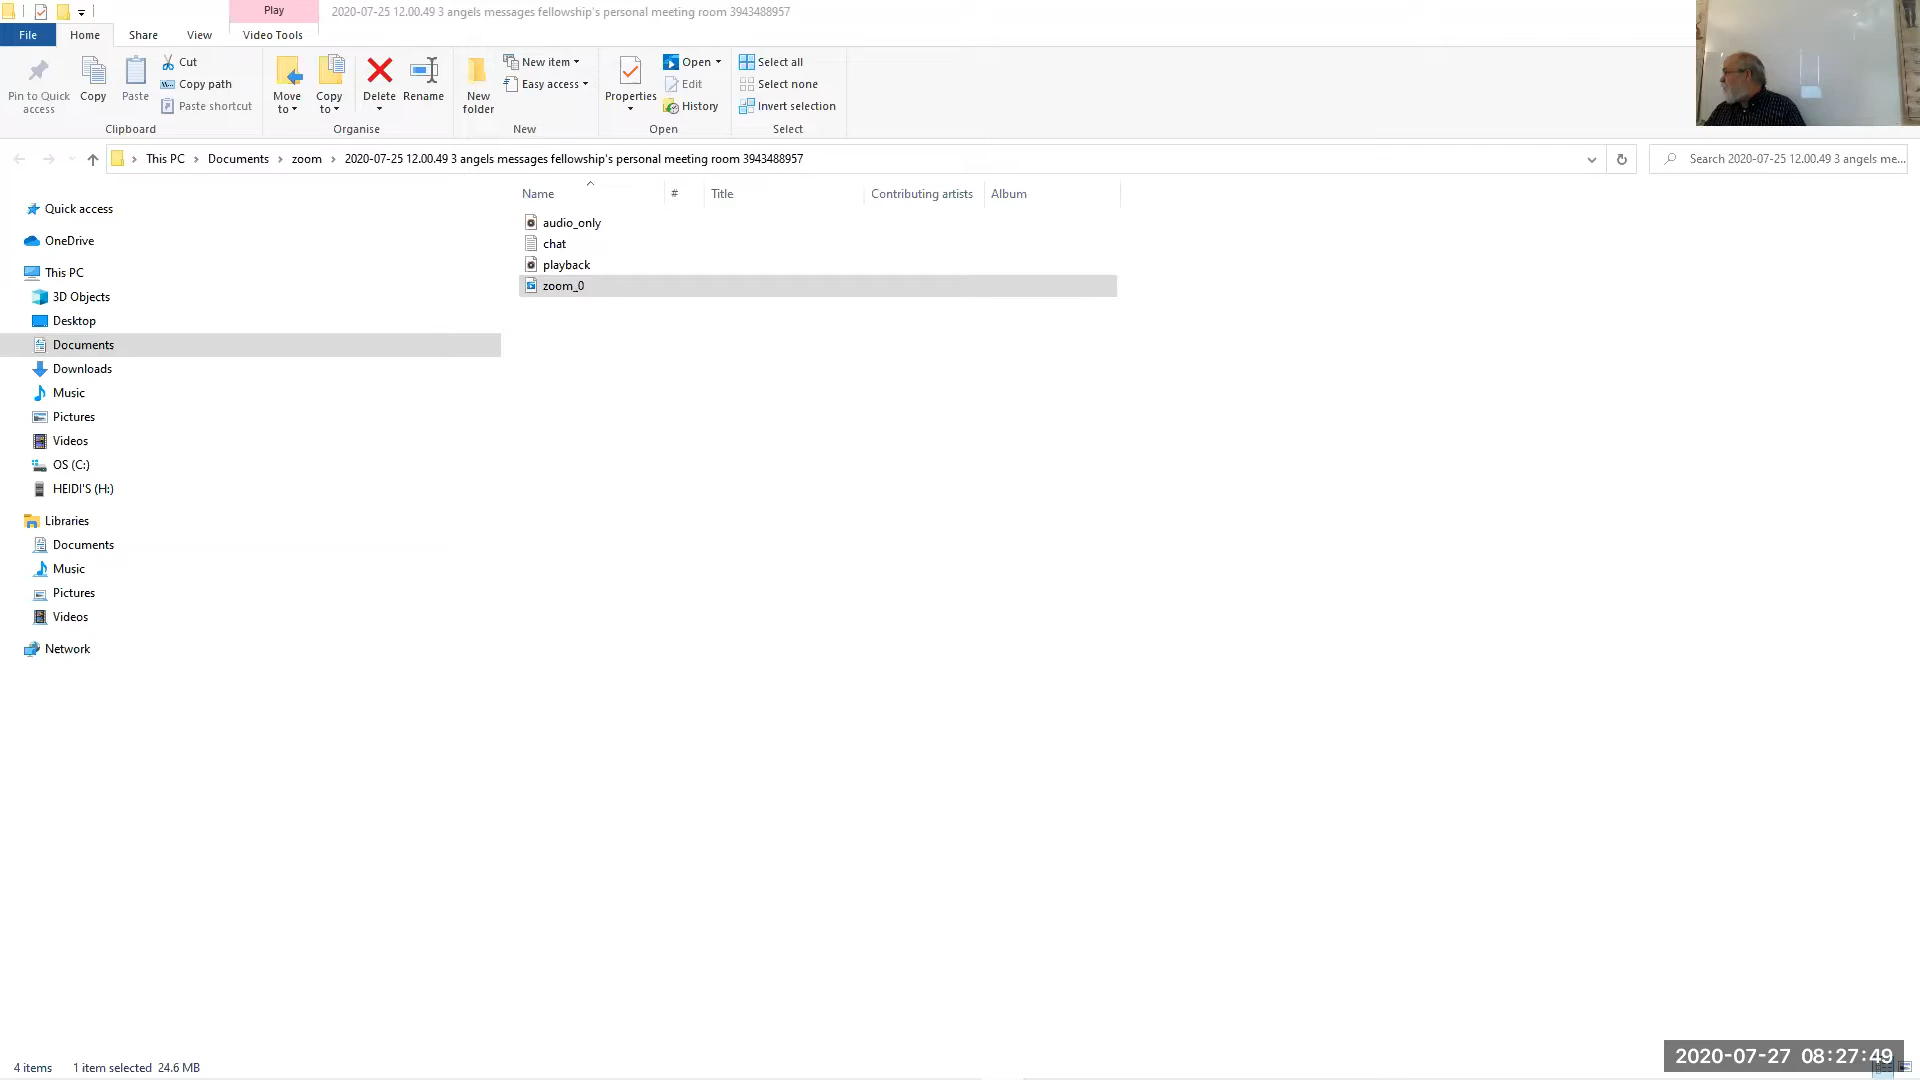 Play
2020-07-25 12.00.49 3 angels messages fellowship's personal meeting room 3943488957
File Home Share View Video Tools
Pin to Quick access
Copy
Paste
Cut
Copy path
Paste shortcut
Clipboard
Move to
Copy to
Delete
Rename
Organise
New folder
New item
Easy access
New
Properties
Open
Edit
History
Open
Select all
Select none
Invert selection
Select
This PC Documents zoom 2020-07-25 12.00.49 3 angels messages fellowship's personal meeting room 3943488957
Search 2020-07-25 12.00.49 3 angels me...
Name # Title Contributing artists Album
audio_only
chat
playback
zoom_0
Quick access
OneDrive
This PC
3D Objects
Desktop
Documents
Downloads
Music
Pictures
Videos
OS (C:)
HEIDI'S (H:)
Libraries
Documents
Music
Pictures
Videos
Network
4 items 1 item selected 24.6 MB
2020-07-27 08:27:49